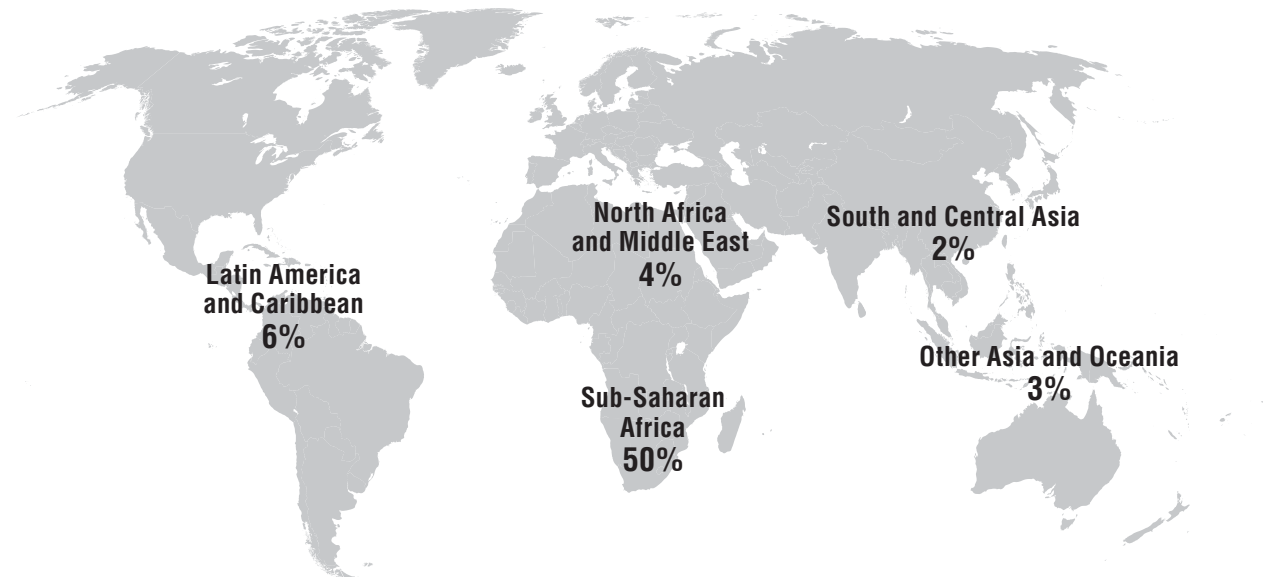 North Africa
and Middle East
4%
South and Central Asia
2%
Latin America
and Caribbean
6%
Other Asia and Oceania
3%
Sub-Saharan
Africa
50%